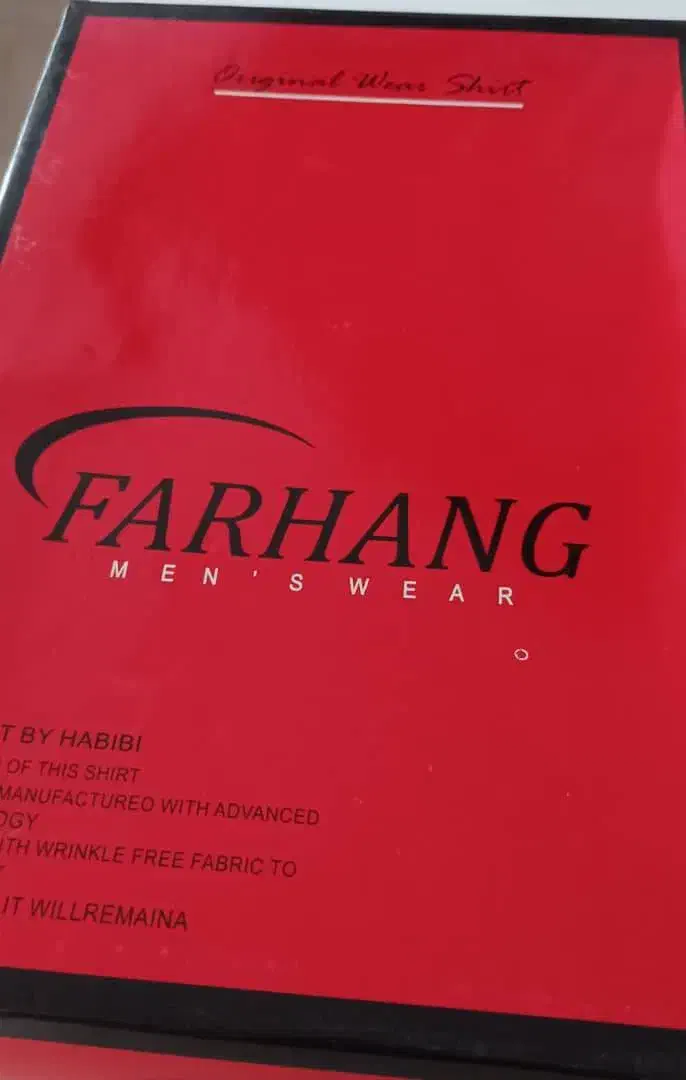 Original Wear Shirt
FARHANG
MEN'S WEAR
T BY HABIBI
OF THIS SHIRT
MANUFACTUREO WITH ADVANCED
OGY
ITH WRINKLE FREE FABRIC TO
IT WILLREMAINA